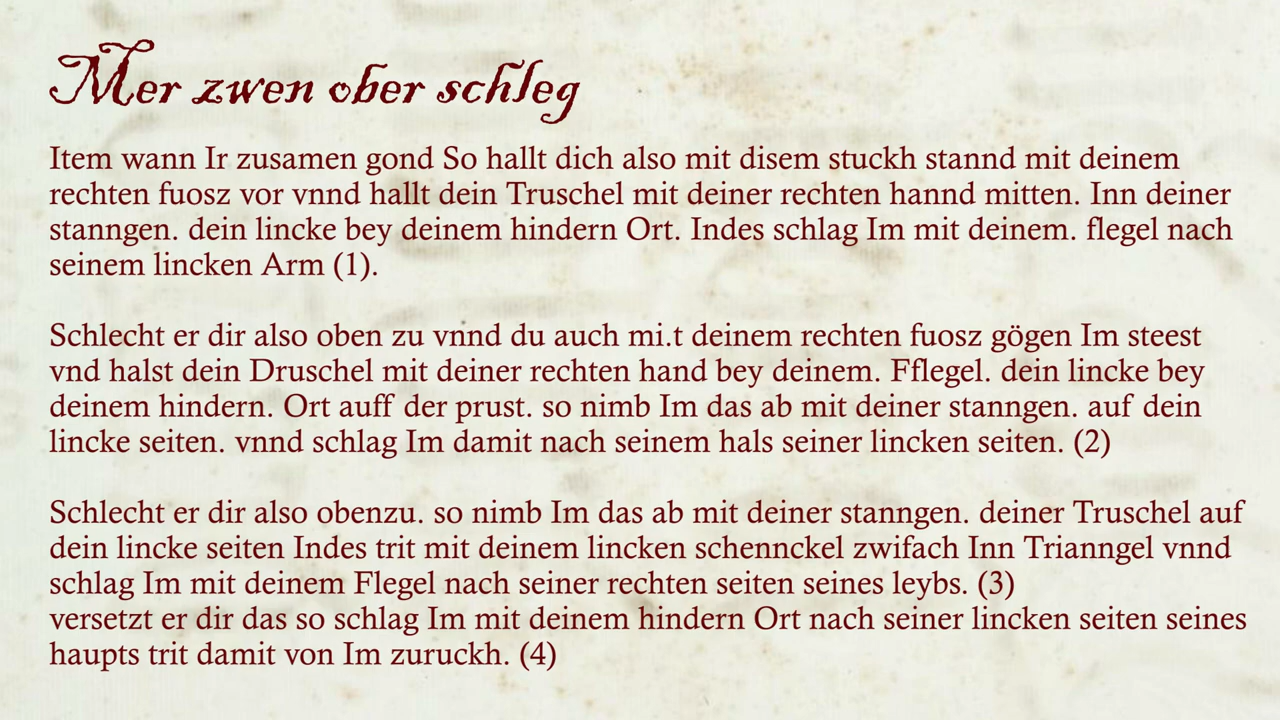 Mer zwen ober schleg
Item wann Ir zusamen gond So hallt dich also mit disem stuckh stannd mit deinem
rechten fuosz vor vnnd hallt dein Truschel mit deiner rechten hannd mitten. Inn deiner
stanngen. dein lincke bey deinem hindern Ort. Indes schlag Im mit deinem. flegel nach
seinem lincken Arm (1).
Schlecht er dir also oben zu vnnd du auch mi.t deinem rechten fuosz gögen Im steest
vnd halst dein Druschel mit deiner rechten hand bey deinem. Fflegel. dein lincke bey
deinem hindern. Ort auff der prust. so nimb Im das ab mit deiner stanngen. auf dein
lincke seiten. vnnd schlag Im damit nach seinem hals seiner lincken seiten. (2)
Schlecht er dir also obenzu. so nimb Im das ab mit deiner stanngen. deiner Truschel auf
dein lincke seiten Indes trit mit deinem lincken schennckel zwifach Inn Trianngel vnnd
schlag Im mit deinem Flegel nach seiner rechten seiten seines leybs. (3)
versetzt er dir das so schlag Im mit deinem hindern Ort nach seiner lincken seiten seines
haupts trit damit von Im zuruckh. (4)